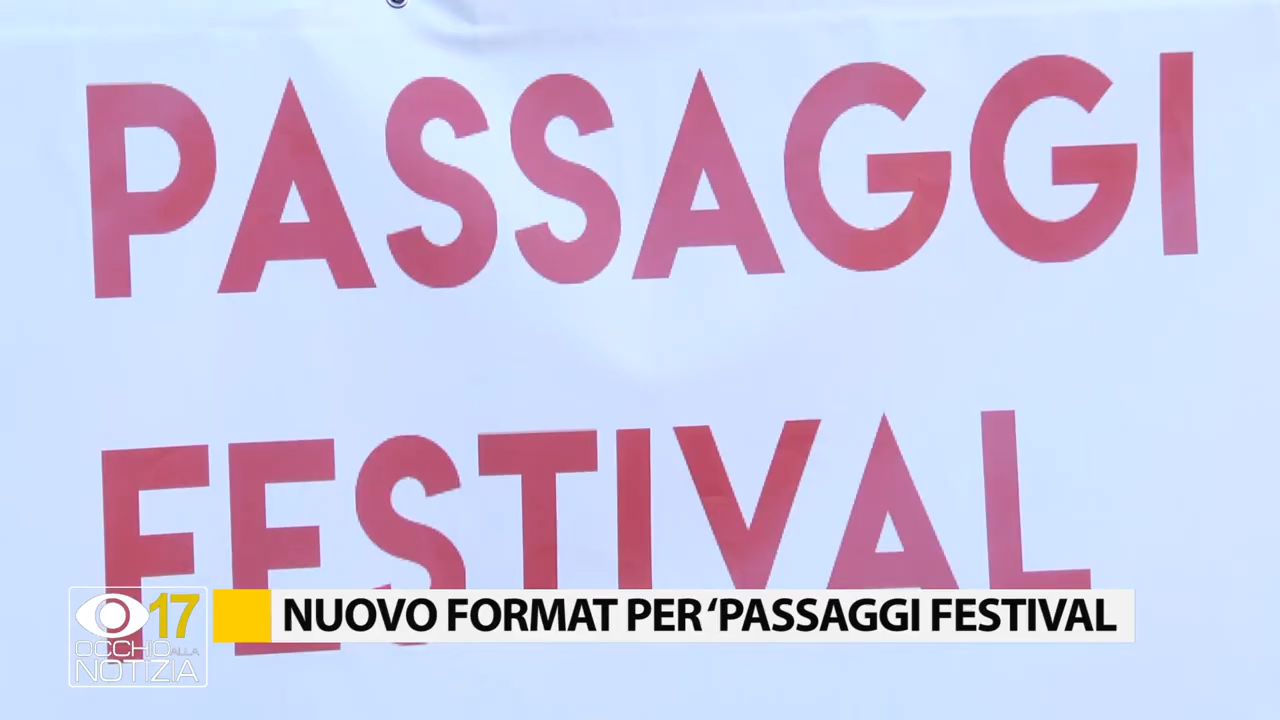 PASSAGGI
FESTIVAL
17
OCCHIO ALLA
NOTIZIA
NUOVO FORMAT PER ‘PASSAGGI FESTIVAL